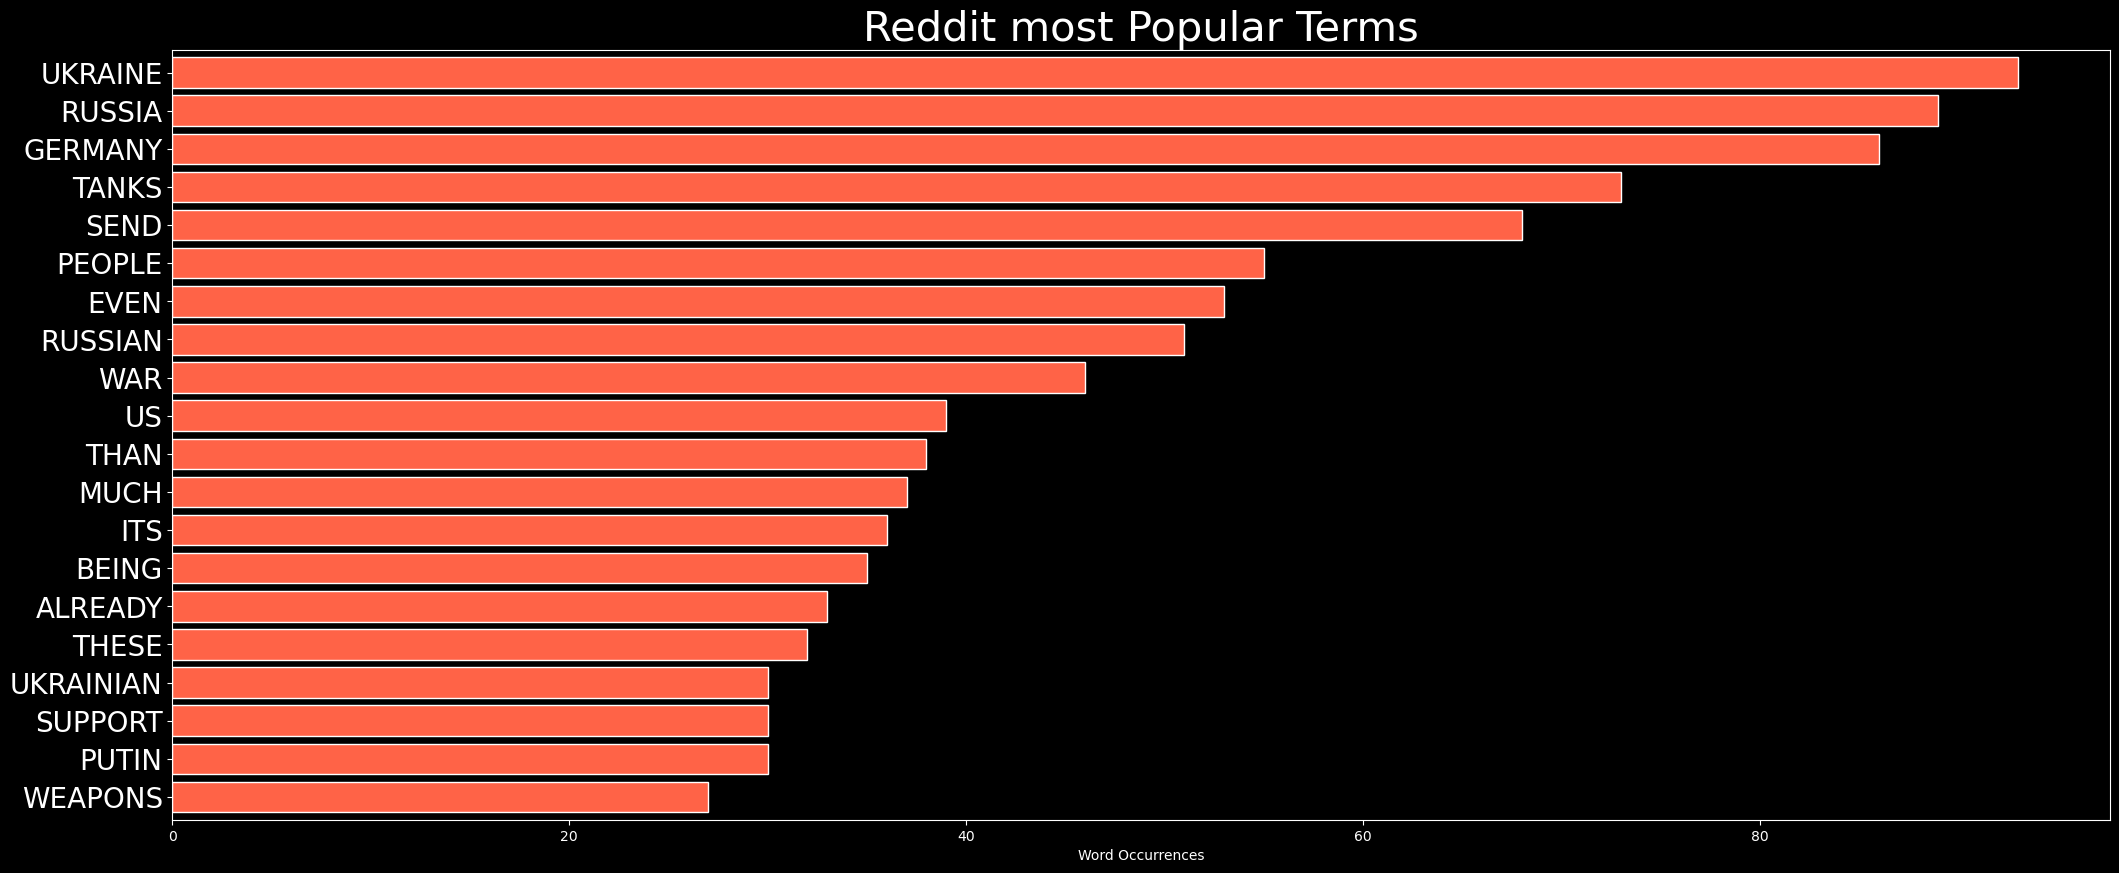 Reddit most Popular Terms
UKRAINE
RUSSIA
GERMANY
TANKS
SEND
PEOPLE
EVEN
RUSSIAN
WAR
US
THAN
MUCH
ITS
BEING
ALREADY
THESE
UKRAINIAN
SUPPORT
PUTIN
WEAPONS
0 20 40 60 80
Word Occurrences